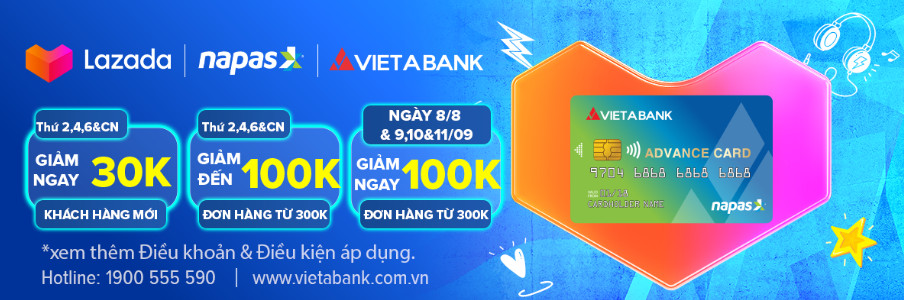 Lazada | napas | VIETABANK
Thứ 2,4,6&CN
GIẢM NGAY 30K
KHÁCH HÀNG MỚI
Thứ 2,4,6&CN
GIẢM ĐẾN 100K
ĐƠN HÀNG TỪ 300K
NGÀY 8/8
& 9,10&11/09
GIẢM NGAY 100K
ĐƠN HÀNG TỪ 300K
*xem thêm Điều khoản & Điều kiện áp dụng.
Hotline: 1900 555 590 | www.vietabank.com.vn
VIETABANK
ADVANCE CARD
9704 6868 6868 6868
CARDHOLDER NAME
napas